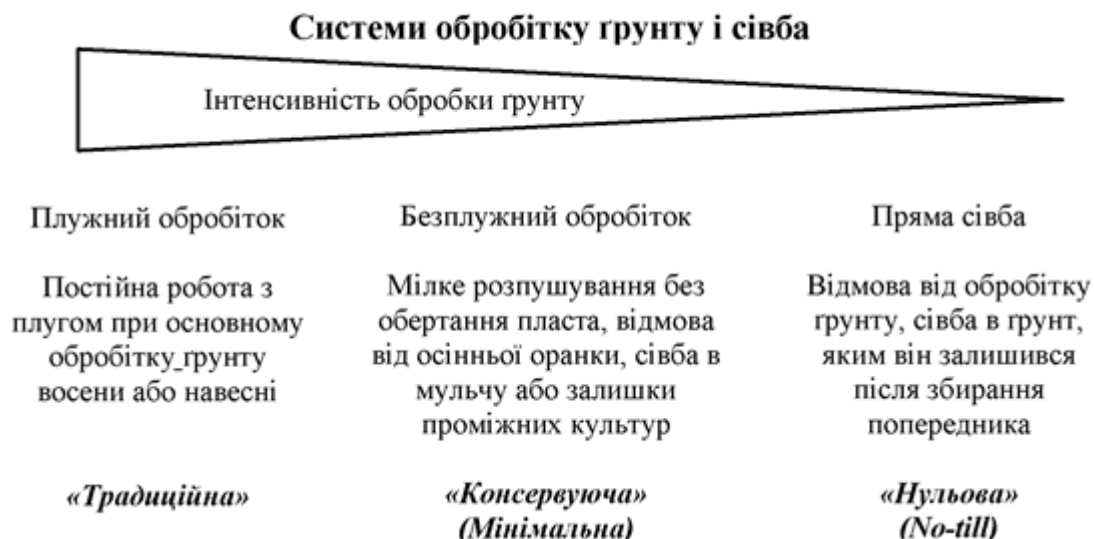 Системи обробітку ґрунту і сівба
Інтенсивність обробки ґрунту
Плужний обробіток
Постійна робота з
плугом при основному
обробітку_ґрунту
восени або навесні
«Традиційна»
Безплужний обробіток
Мілке розпушування без
обертання пласта, відмова
від осінньої оранки, сівба в
мульчу або залишки
проміжних культур
«Консервуюча»
(Мінімальна)
Пряма сівба
Відмова від обробітку
ґрунту, сівба в ґрунт,
яким він залишився
після збирання
попередника
«Нульова»
(No-till)